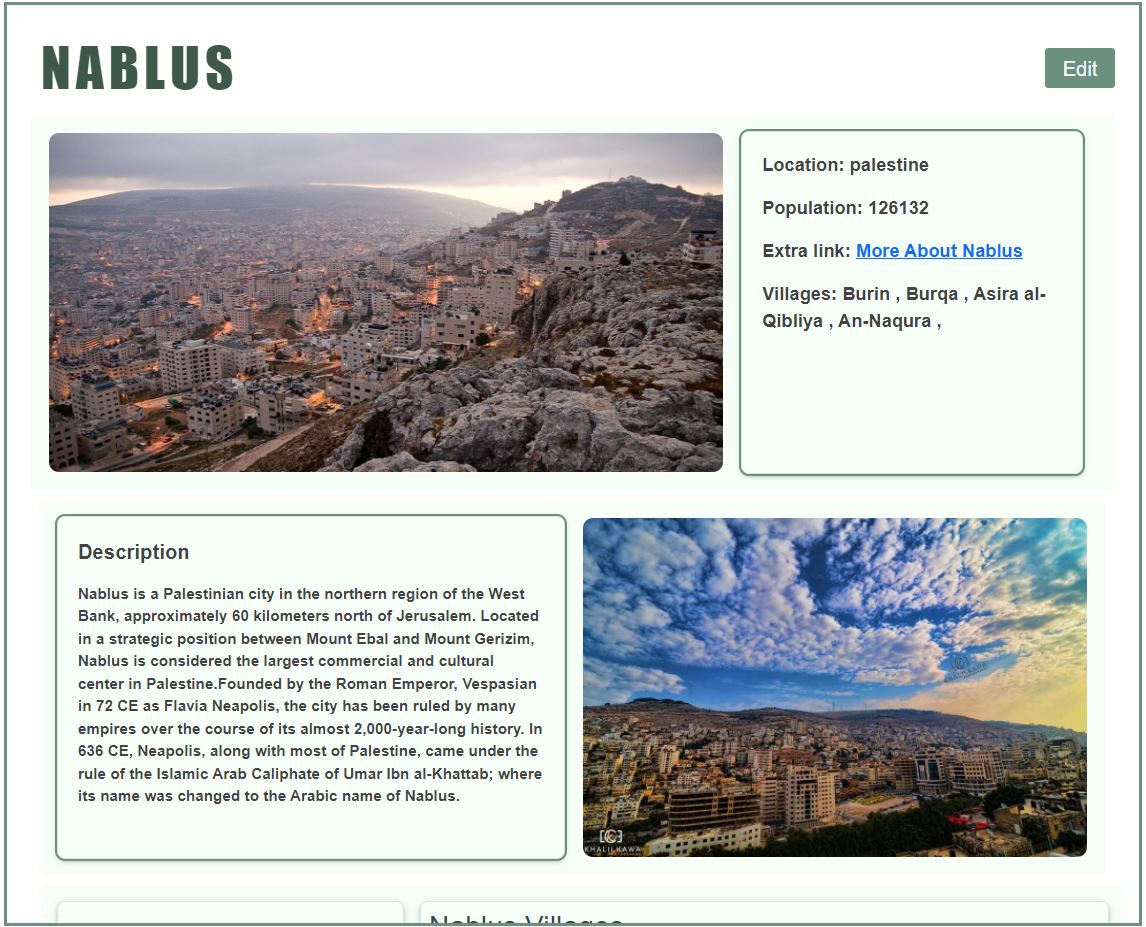 NABLUS
Edit
Location: palestine
Population: 126132
Extra link: More About Nablus
Villages: Burin , Burqa , Asira al-
Qibliya , An-Naqura ,
Description
Nablus is a Palestinian city in the northern region of the West
Bank, approximately 60 kilometers north of Jerusalem. Located
in a strategic position between Mount Ebal and Mount Gerizim,
Nablus is considered the largest commercial and cultural
center in Palestine.Founded by the Roman Emperor, Vespasian
in 72 CE as Flavia Neapolis, the city has been ruled by many
empires over the course of its almost 2,000-year-long history. In
636 CE, Neapolis, along with most of Palestine, came under the
rule of the Islamic Arab Caliphate of Umar Ibn al-Khattab; where
its name was changed to the Arabic name of Nablus.
KHALILKAWA
KHALILKAWA
Nablus Villages